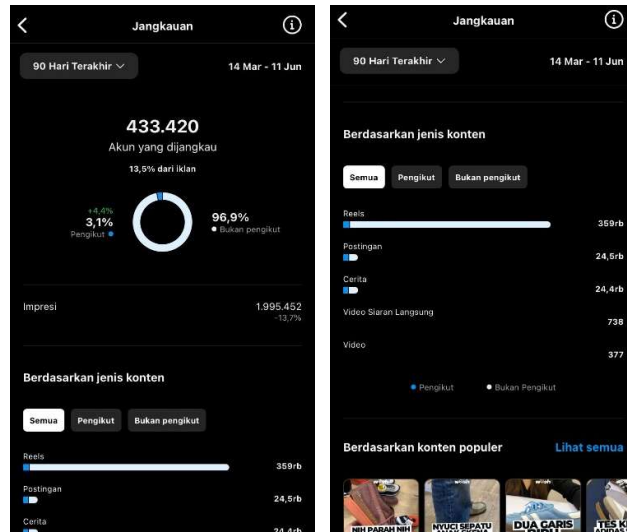 Jangkauan
90 Hari Terakhir
14 Mar - 11 Jun
433.420
Akun yang dijangkau
13,5% dari iklan
+4,4%
3,1%
Pengikut
96,9%
Bukan pengikut
Impresi
1.995.452
-13,7%
Berdasarkan jenis konten
Semua Pengikut Bukan pengikut
Reels
359rb
Postingan
24,5rb
Cerita
24,4rb
Jangkauan
90 Hari Terakhir
14 Mar - 11 Jun
Berdasarkan jenis konten
Semua Pengikut Bukan pengikut
Reels
359rb
Postingan
24,5rb
Cerita
24,4rb
Video Siaran Langsung
738
Video
377
Pengikut Bukan Pengikut
Berdasarkan konten populer Lihat semua
NIH PARAH NIH
NYUCI SEPATU
DUA GARIS